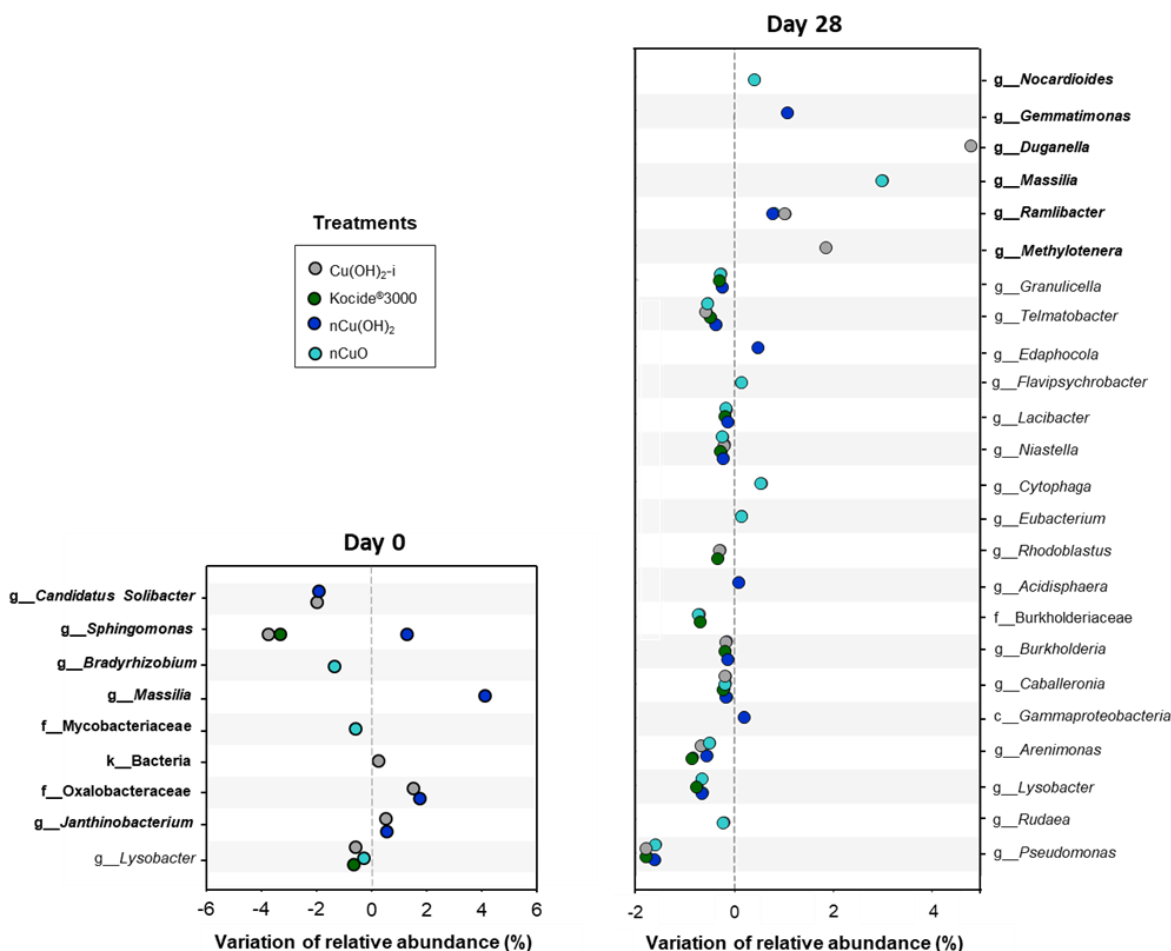 Day 28
g__Nocardioides
g__Gemmatimonas
g__Duganella
g__Massilia
g__Ramlibacter
g__Methylotenera
g__Granulicella
g__Telmatobacter
g__Edaphocola
g__Flavipsychrobacter
g__Lacibacter
g__Niastella
g__Cytophaga
g__Eubacterium
g__Rhodoblastus
g__Acidisphaera
f__Burkholderiaceae
g__Burkholderia
g__Caballeronia
c__Gammaproteobacteria
g__Arenimonas
g__Lysobacter
g__Rudaea
g__Pseudomonas
-2 0 2 4
Variation of relative abundance (%)
Treatments
Cu(OH)₂-i
Kocide®3000
nCu(OH)₂
nCuO
Day 0
g__Candidatus Solibacter
g__Sphingomonas
g__Bradyrhizobium
g__Massilia
f__Mycobacteriaceae
k__Bacteria
f__Oxalobacteraceae
g__Janthinobacterium
g__Lysobacter
-6 -4 -2 0 2 4 6
Variation of relative abundance (%)